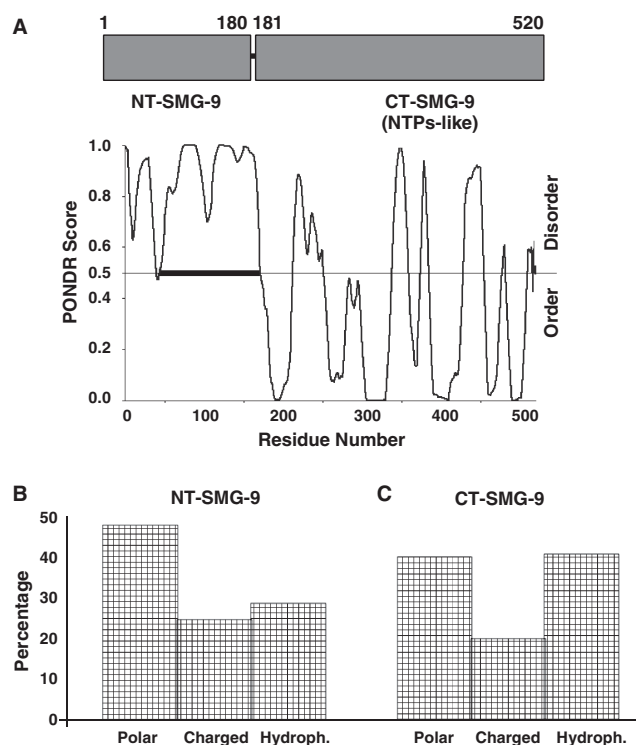 A
1 180 181 520
NT-SMG-9 CT-SMG-9
(NTPs-like)
1.0
0.8
0.6
0.5
0.4
0.2
0.0
PONDR Score
Disorder
Order
0 100 200 300 400 500
Residue Number
B NT-SMG-9
C CT-SMG-9
50
40
30
20
10
0
Percentage
Polar Charged Hydroph.
Polar Charged Hydroph.